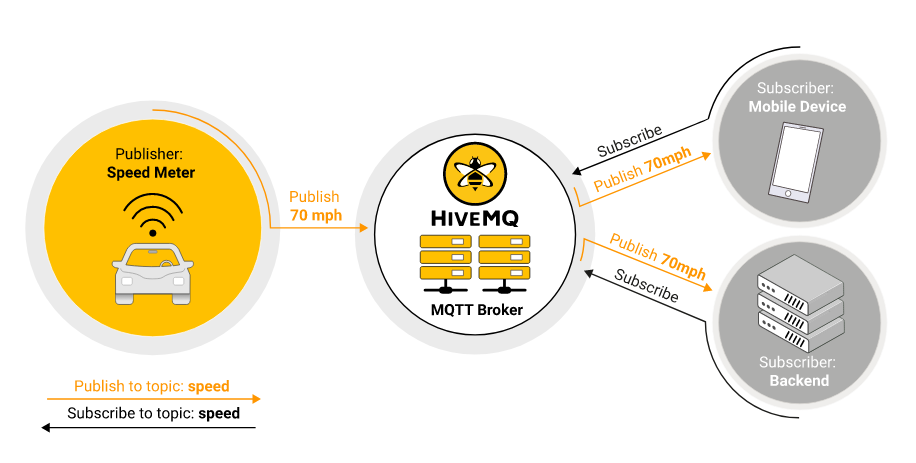 Publisher:
Speed Meter
Publish
70 mph
HIVEMQ
MQTT Broker
Subscribe
Publish 70mph
Subscriber:
Mobile Device
Publish 70mph
Subscribe
Subscriber:
Backend
Publish to topic: speed
Subscribe to topic: speed